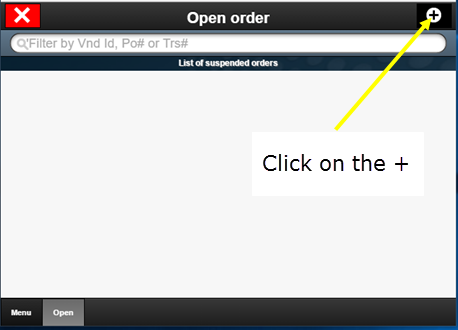 Open order
Filter by Vnd Id, Po# or Trs#
List of suspended orders
Click on the +
Menu
Open